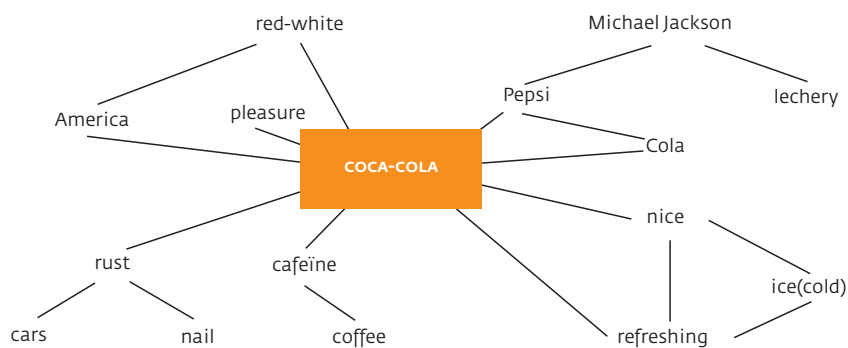 red-white
Michael Jackson
Pepsi
lechery
pleasure
America
Cola
COCA-COLA
nice
rust
cafeïne
ice(cold)
cars
nail
coffee
refreshing